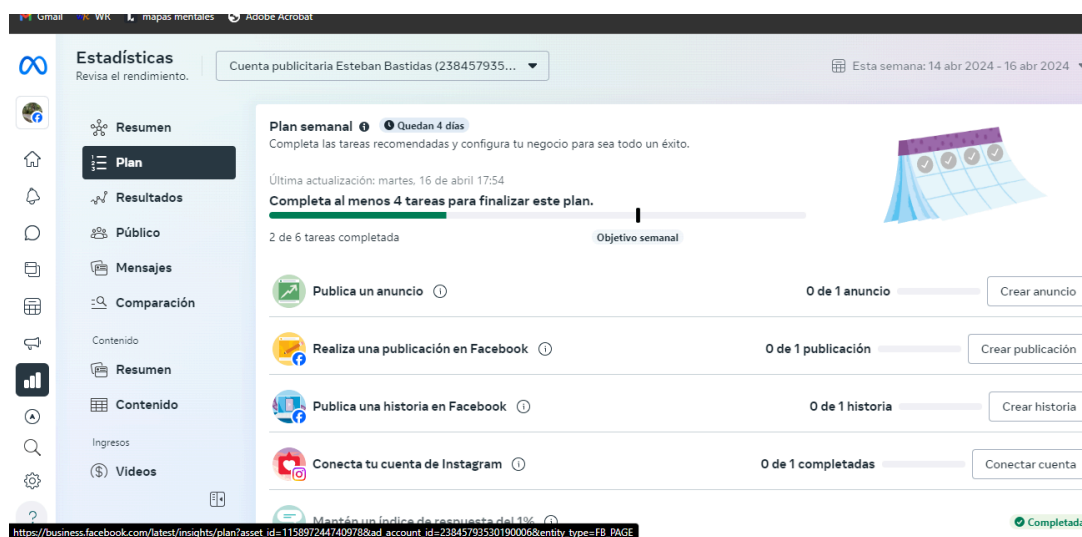 Gmail WR WR mapas mentales Adobe Acrobat
Estadísticas
Revisa el rendimiento.
Cuenta publicitaria Esteban Bastidas (238457935...
Esta semana: 14 abr 2024 - 16 abr 2024
Resumen
Plan
Resultados
Público
Mensajes
Comparación
Contenido
Resumen
Contenido
Ingresos
Videos
Plan semanal Quedan 4 días
Completa las tareas recomendadas y configura tu negocio para sea todo un éxito.
Última actualización: martes, 16 de abril 17:54
Completa al menos 4 tareas para finalizar este plan.
2 de 6 tareas completada
Objetivo semanal
Publica un anuncio 0 de 1 anuncio Crear anuncio
Realiza una publicación en Facebook 0 de 1 publicación Crear publicación
Publica una historia en Facebook 0 de 1 historia Crear historia
Conecta tu cuenta de Instagram 0 de 1 completadas Conectar cuenta
Mantén un índice de respuesta del 1% Completada
https://business.facebook.com/latest/insights/plan?asset_id=115897244740978&ad_account_id=23845793530190006&entity_type=FB_PAGE